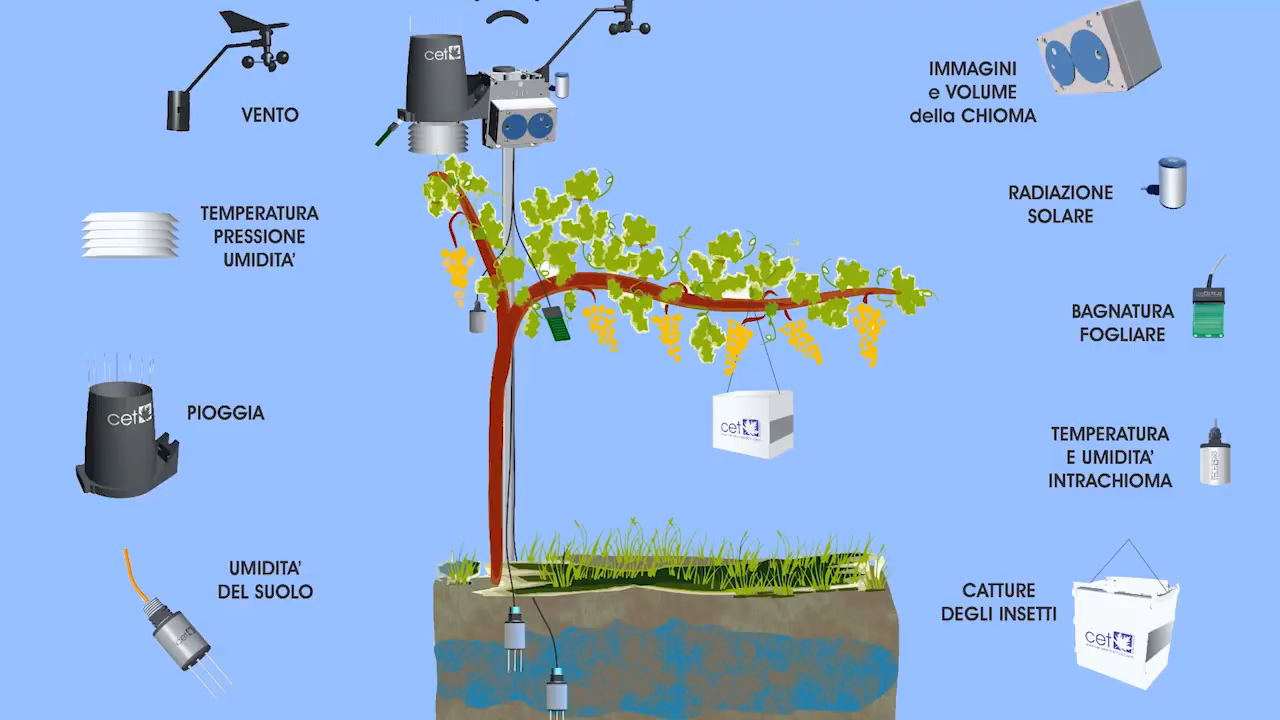 VENTO
TEMPERATURA
PRESSIONE
UMIDITA'
PIOGGIA
UMIDITA'
DEL SUOLO
cet
cet
cet
cet
IMMAGINI
e VOLUME
della CHIOMA
RADIAZIONE
SOLARE
BAGNATURA
FOGLIARE
TEMPERATURA
E UMIDITA'
INTRACHIOMA
CATTURE
DEGLI INSETTI
cet